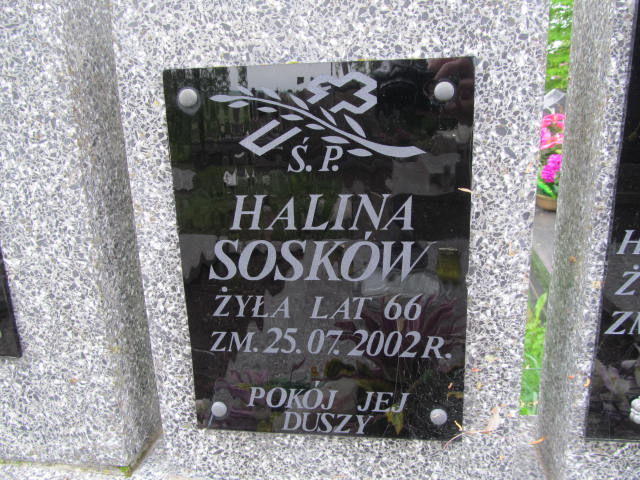 Ś. P.
HALINA
SOSKÓW
ŻYŁA LAT 66
ZM. 25.07.2002 R.
POKÓJ JEJ
DUSZY